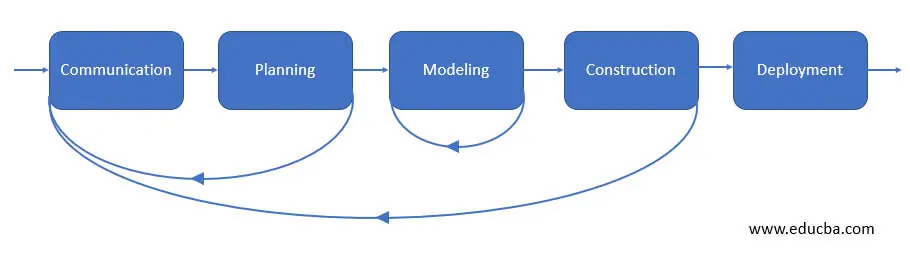 Communication
Planning
Modeling
Construction
Deployment
www.educba.com